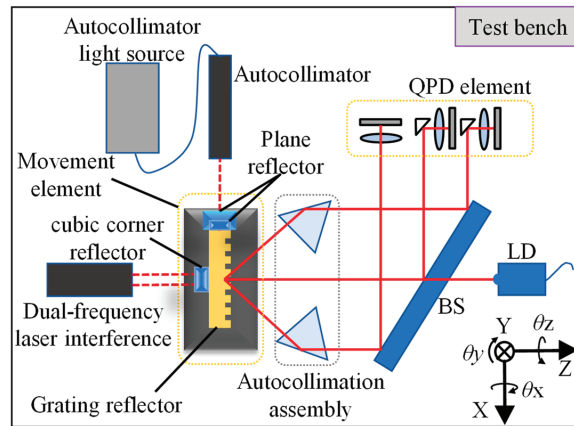 Test bench
Autocollimator
light source
Autocollimator
QPD element
Plane
reflector
Movement
element
cubic corner
reflector
LD
BS
Dual-frequency
laser interference
Autocollimation
assembly
Grating reflector
Y
θz
θy
Z
θx
X